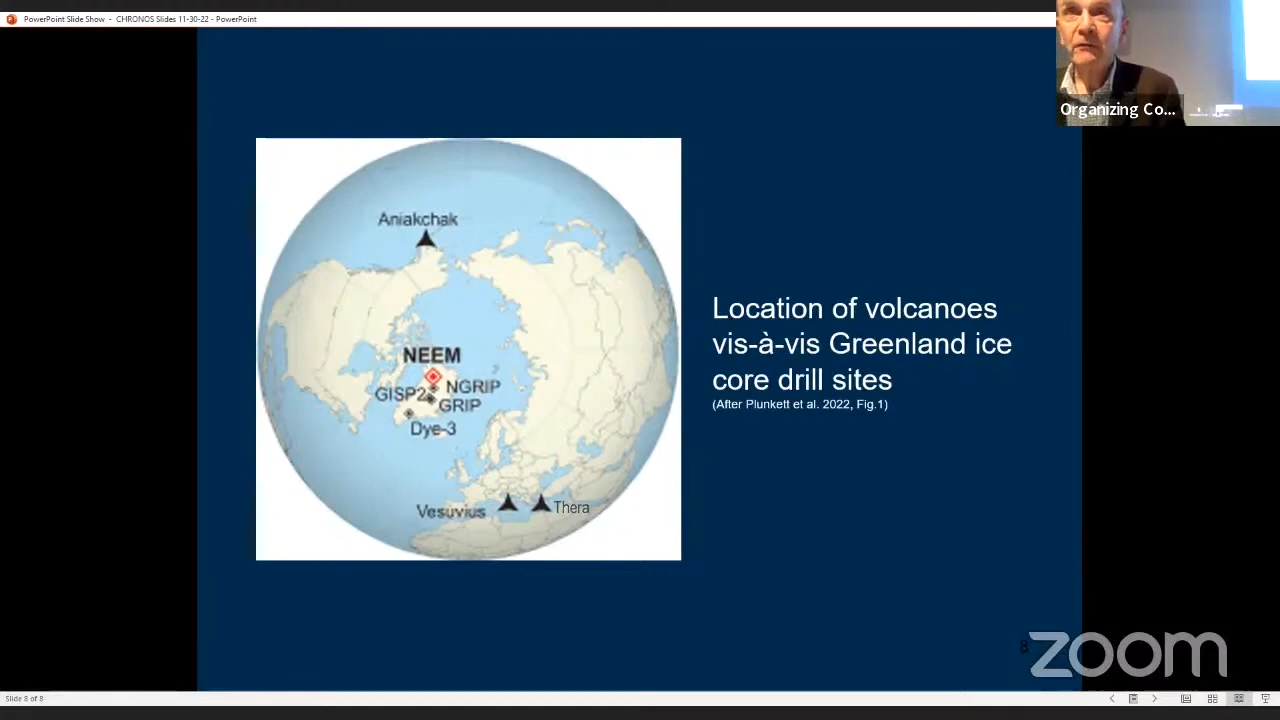 PowerPoint Slide Show - CHRONOS Slides 11-30-22 - PowerPoint
Organizing Co...
Aniakchak
NEEM
NGRIP
GISP2
GRIP
Dye-3
Vesuvius
Thera
Location of volcanoes
vis-à-vis Greenland ice
core drill sites
(After Plunkett et al. 2022, Fig.1)
8
zoom
Slide 8 of 8